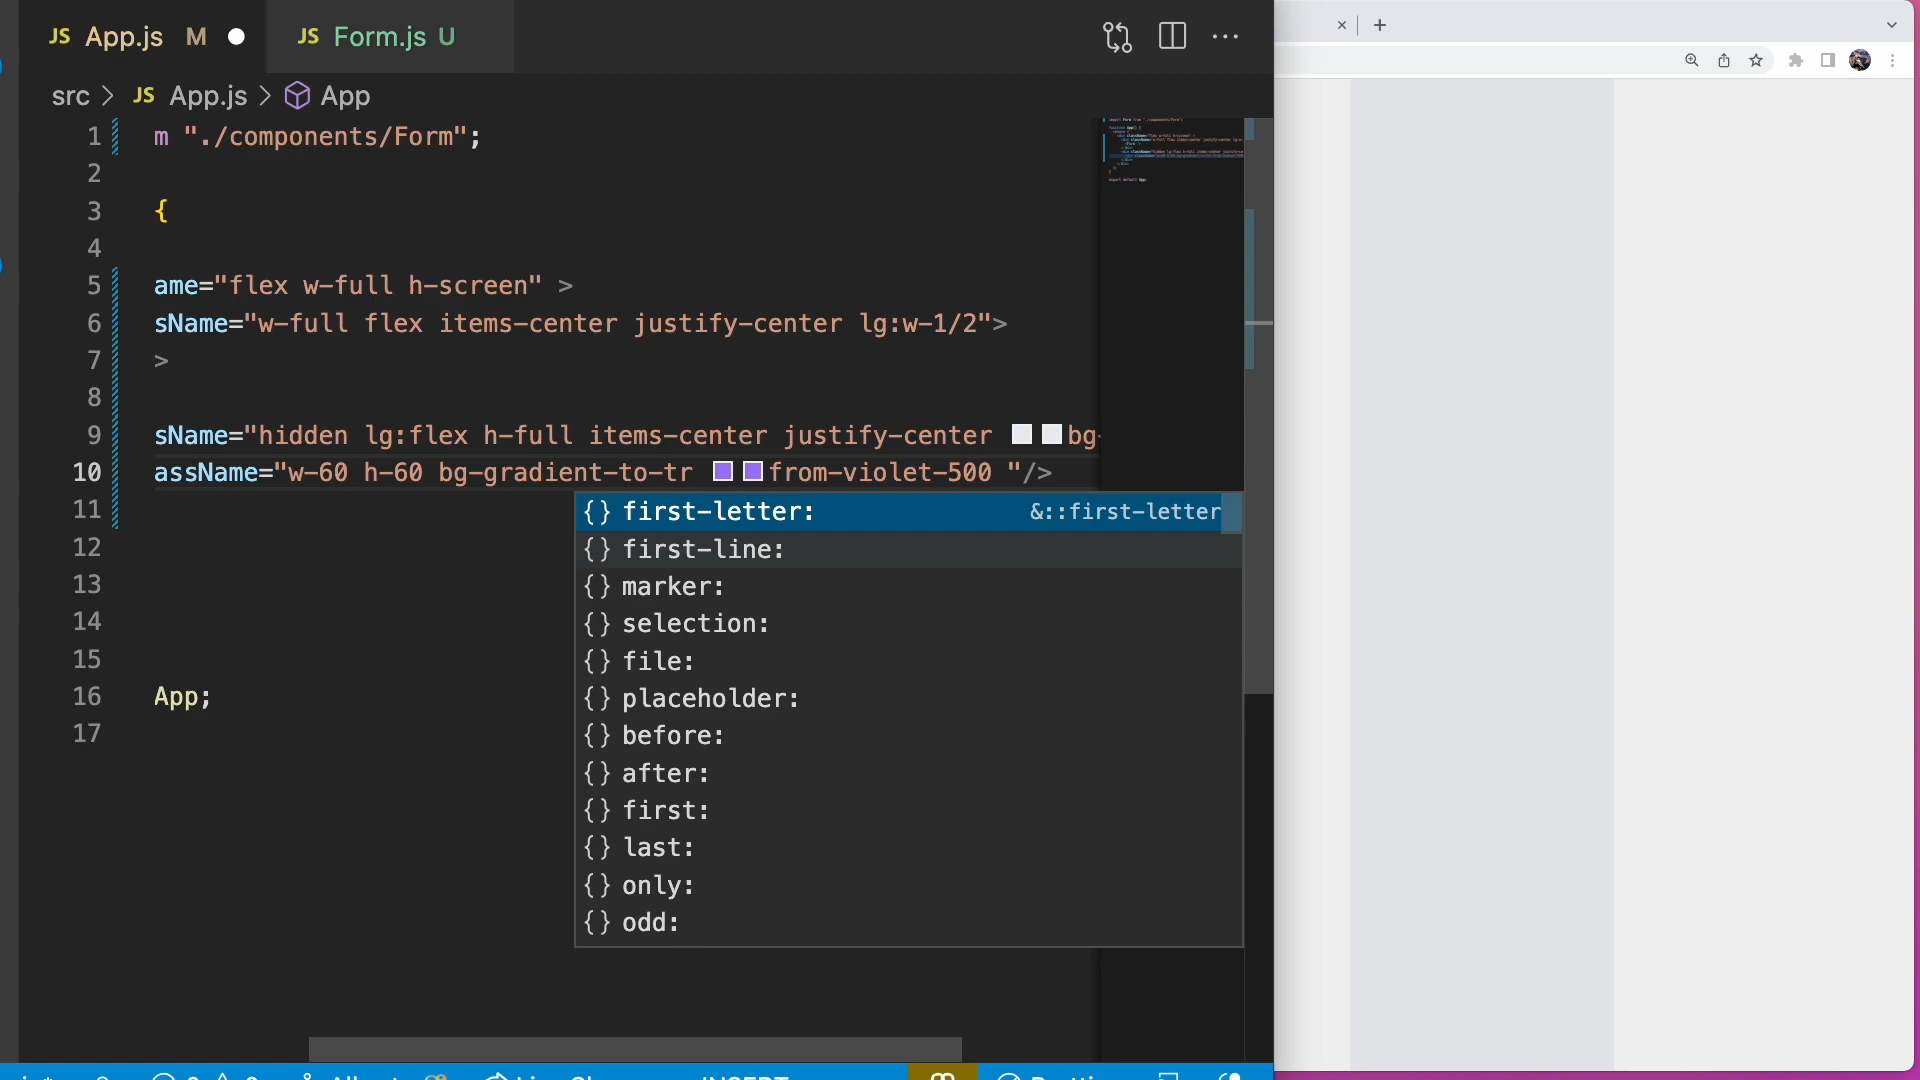 JS App.js M
JS Form.js U
src > JS App.js > App
1 m "./components/Form";
2
3 {
4
5 ame="flex w-full h-screen" >
6 sName="w-full flex items-center justify-center lg:w-1/2">
7 >
8
9 sName="hidden lg:flex h-full items-center justify-center bg-
10 assName="w-60 h-60 bg-gradient-to-tr from-violet-500 "/>
11
12
13
14
15
16 App;
17
{} first-letter: &::first-letter
{} first-line:
{} marker:
{} selection:
{} file:
{} placeholder:
{} before:
{} after:
{} first:
{} last:
{} only:
{} odd: